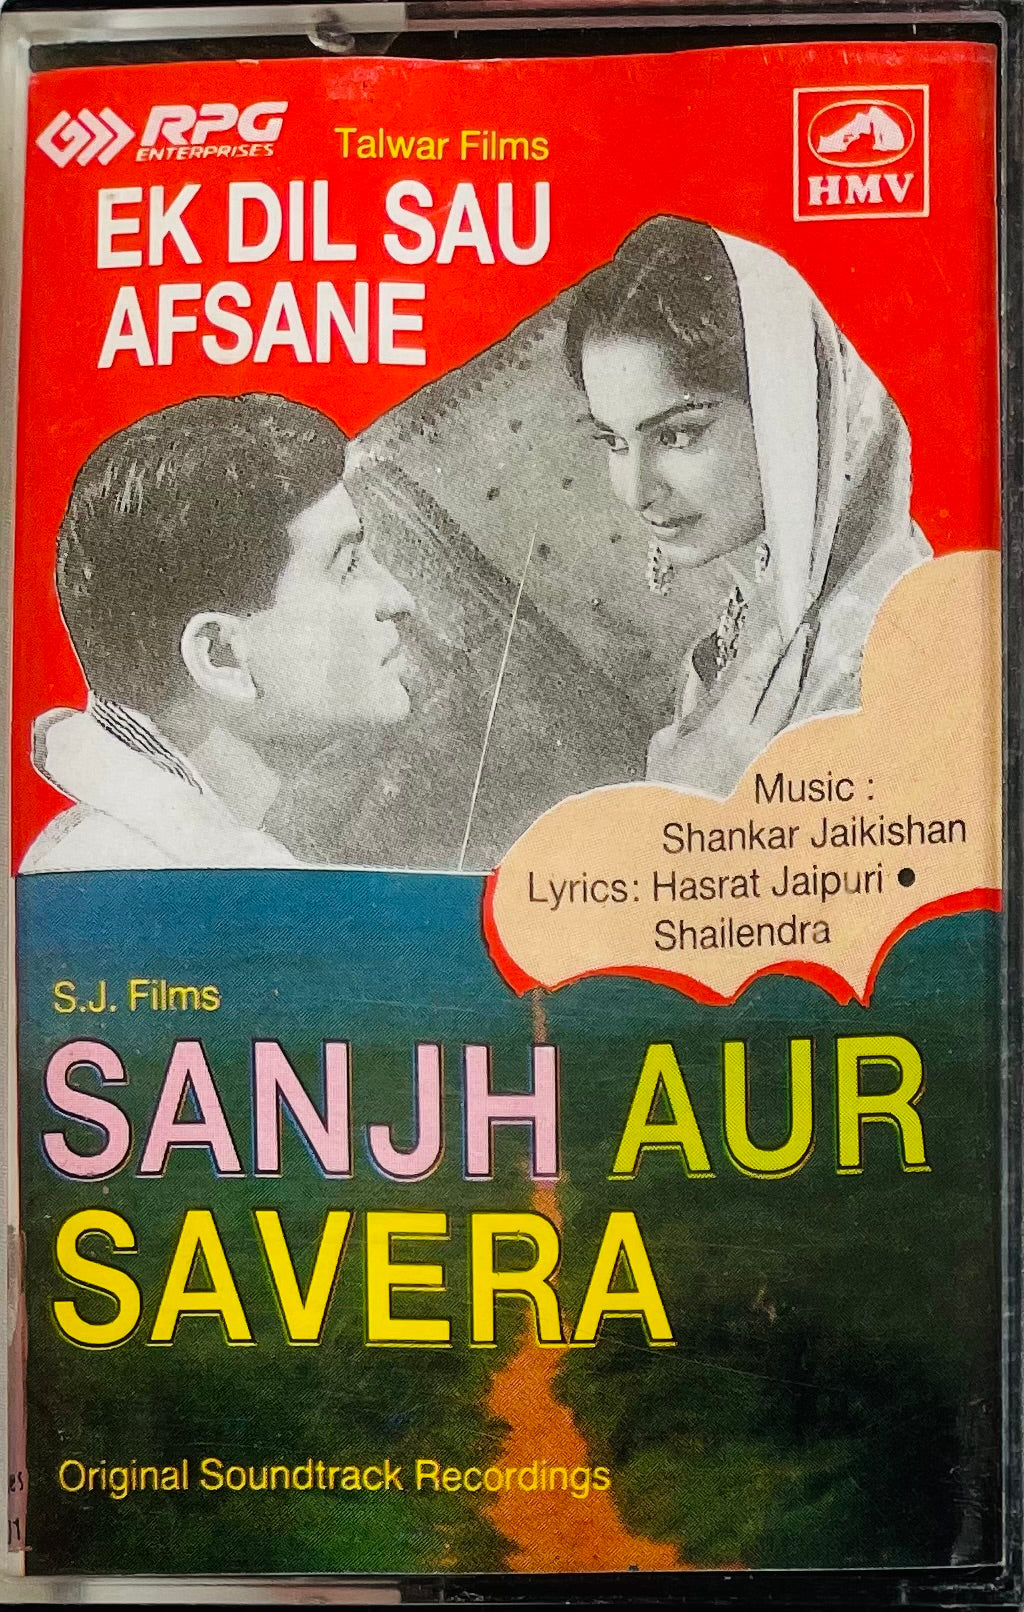 RPG
ENTERPRISES
Talwar Films
HMV
EK DIL SAU
AFSANE
Music :
Shankar Jaikishan
Lyrics: Hasrat Jaipuri •
Shailendra
S.J. Films
SANJH AUR
SAVERA
Original Soundtrack Recordings